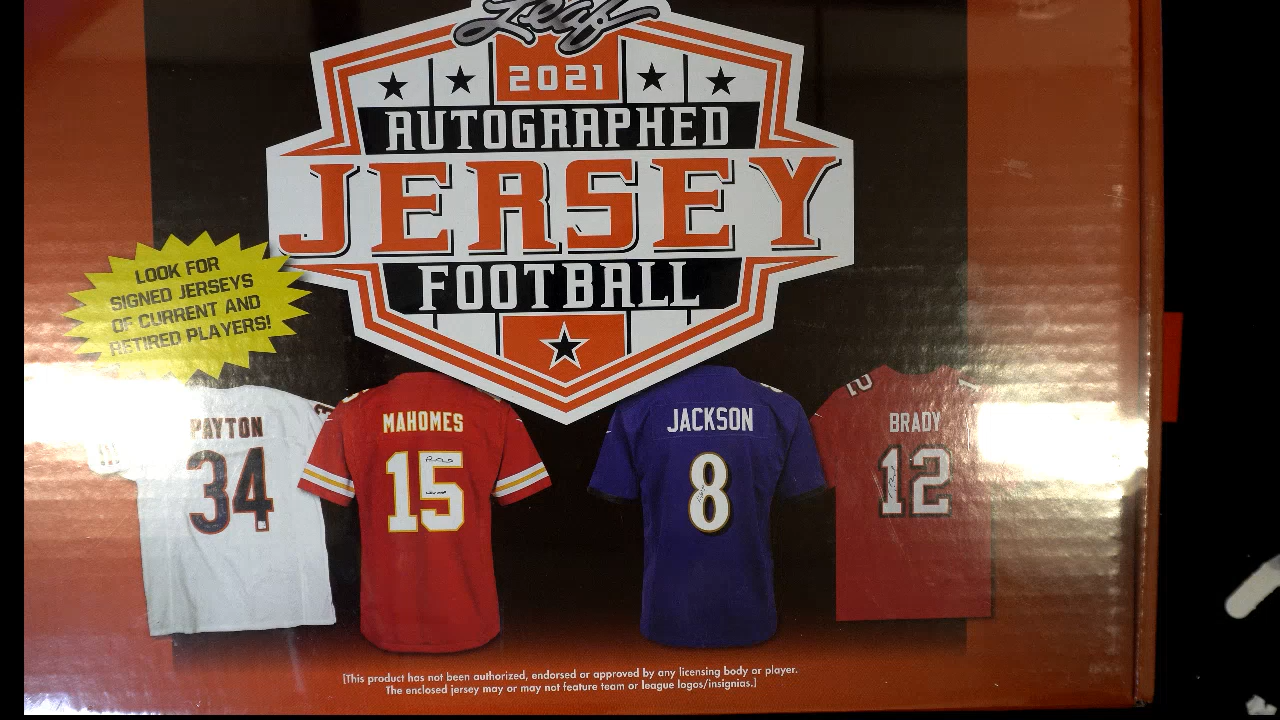 Leaf
2021
AUTOGRAPHED
JERSEY
FOOTBALL
LOOK FOR
SIGNED JERSEYS
OF CURRENT AND
RETIRED PLAYERS!
PAYTON
34
MAHOMES
15
JACKSON
8
BRADY
12
2
[This product has not been authorized, endorsed or approved by any licensing body or player.
The enclosed jersey may or may not feature team or league logos/insignias.]